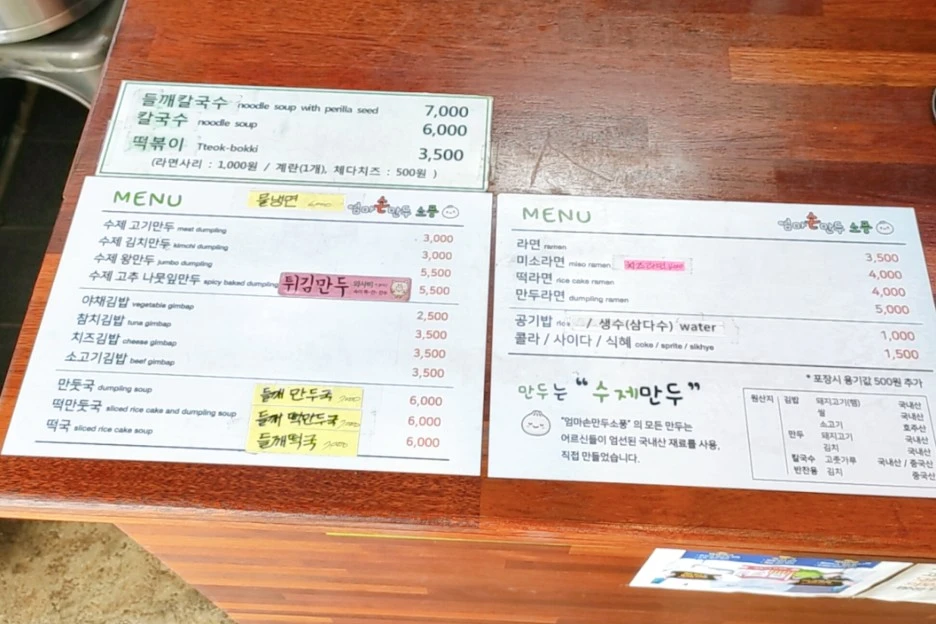 들깨칼국수 noodle soup with perilla seed 7,000
칼국수 noodle soup 6,000
떡볶이 Tteok-bokki 3,500
(라면사리 : 1,000원 / 계란(1개), 체다치즈 : 500원 )
MENU 물냉면 엄마손만두 소풍
수제 고기만두 meat dumpling 3,000
수제 김치만둣 kimchi dumpling 3,000
수제 왕만두 jumbo dumpling 5,500
수제 고추 나뭇잎만두 spicy baked dumpling 튀김만두 5,500
야채김밥 vegetable gimbap 2,500
참치김밥 tuna gimbap 3,500
치즈김밥 cheese gimbap 3,500
소고기김밥 beef gimbap 3,500
만둣국 dumpling soup 들깨 만두국 6,000
떡만둣국 sliced rice cake and dumpling soup 들깨 떡만두국 6,000
떡국 sliced rice cake soup 들깨떡국 6,000
MENU 엄마손만두 소풍
라면 ramen 3,500
미소라면 miso ramen 4,000
떡라면 rice cake ramen 4,000
만두라면 dumpling ramen 5,000
공기밥 rice / 생수(삼다수) water 1,000
콜라 / 사이다 / 식혜 coke / sprite / sikhye 1,500
* 포장시 용기값 500원 추가
만두는 "수제만두"
"엄마손만두소풍" 의 모든 만두는
어르신들이 엄선된 국내산 재료를 사용,
직접 만들었습니다.
원산지 김밥 돼지고기(햄) 국내산
쌀 국내산
소고기 호주산
만두 돼지고기 국내산
김치 국내산
칼국수 고춧가루 국내산 / 중국산
반찬용 김치 중국산